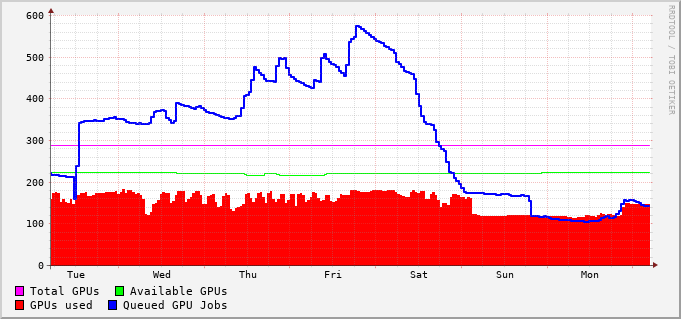 600
500
400
300
200
100
0
Tue Wed Thu Fri Sat Sun Mon
Total GPUs Available GPUs
GPUs used Queued GPU Jobs
RRDTOOL / TOBI OETIKER